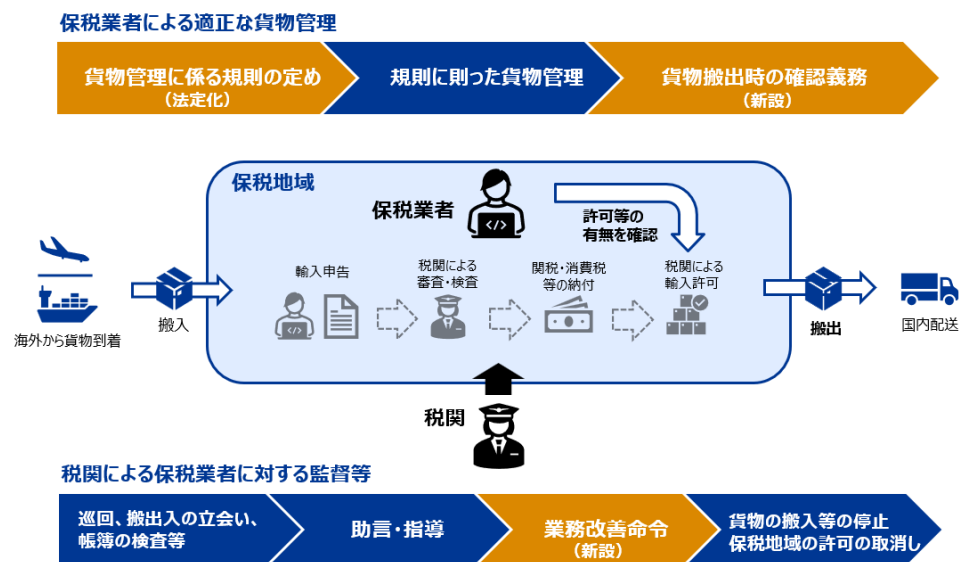 保税業者による適正な貨物管理
貨物管理に係る規則の定め
（法定化）
規則に則った貨物管理
貨物搬出時の確認義務
（新設）
保税地域
保税業者
許可等の
有無を確認
海外から貨物到着
搬入
輸入申告
税関による
審査・検査
関税・消費税
等の納付
税関による
輸入許可
搬出
国内配送
税関
税関による保税業者に対する監督等
巡回、搬出入の立会い、
帳簿の検査等
助言・指導
業務改善命令
（新設）
貨物の搬入等の停止
保税地域の許可の取消し